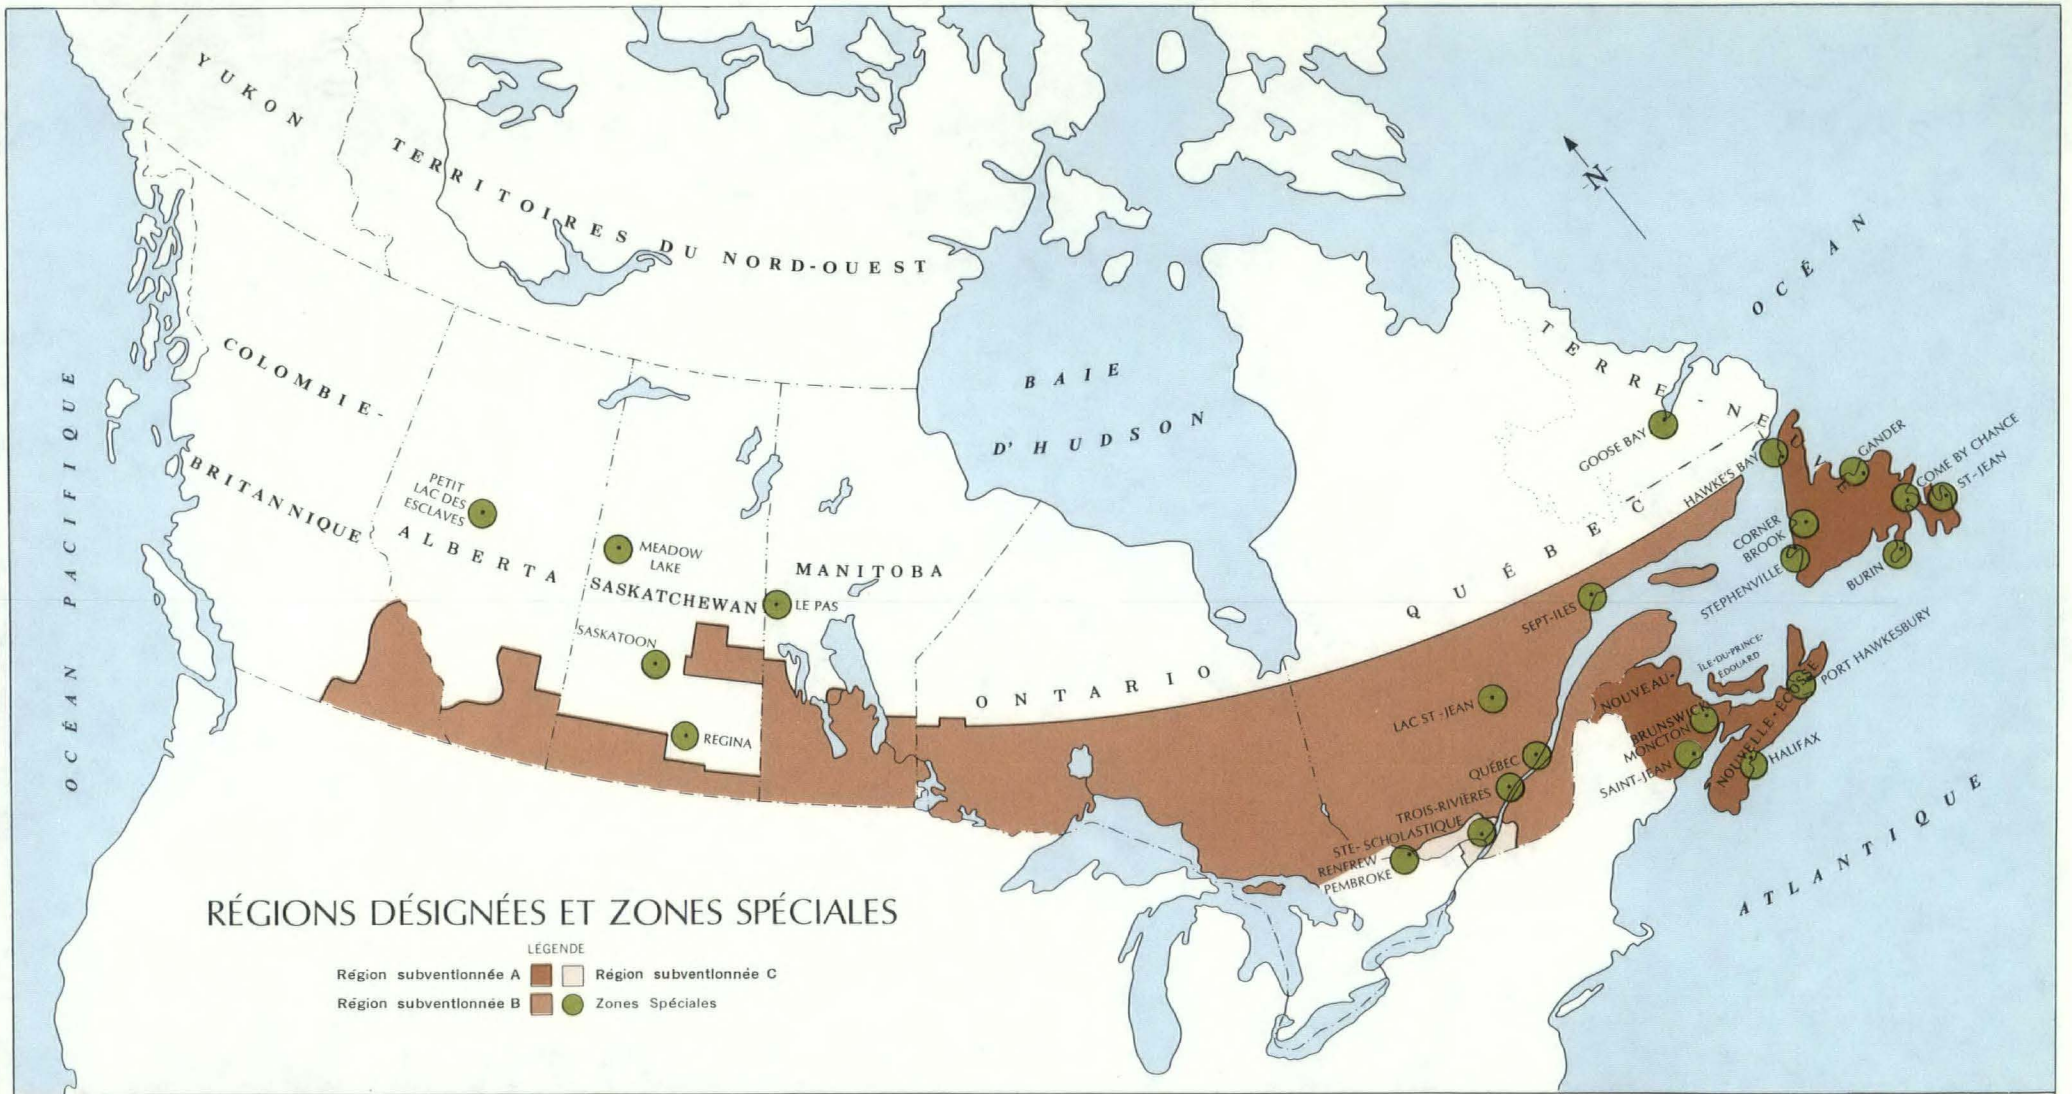 YUKON
TERRITOIRES DU NORD-OUEST
N
OCÉAN
COLOMBIE-
BRITANNIQUE
OCÉAN PACIFIQUE
BAIE
D'HUDSON
TERRE-NEUVE
GOOSE BAY
HAWKE'S BAY
GANDER
COME BY CHANCE
ST-JEAN
PETIT
LAC DES
ESCLAVES
ALBERTA
MEADOW
LAKE
SASKATCHEWAN
MANITOBA
LE PAS
SASKATOON
REGINA
ONTARIO
QUÉBEC
CORNER
BROOK
STEPHENVILLE
BURIN
SEPT-ILES
ÎLE-DU-PRINCE-
ÉDOUARD
PORT HAWKESBURY
LAC ST-JEAN
NOUVEAU-
BRUNSWICK
MONCTON
SAINT-JEAN
NOUVELLE-ÉCOSSE
HALIFAX
QUÉBEC
TROIS-RIVIÈRES
STE-SCHOLASTIQUE
RENFREW
PEMBROKE
ATLANTIQUE
RÉGIONS DÉSIGNÉES ET ZONES SPÉCIALES
LÉGENDE
Région subventionnée A
Région subventionnée C
Région subventionnée B
Zones Spéciales